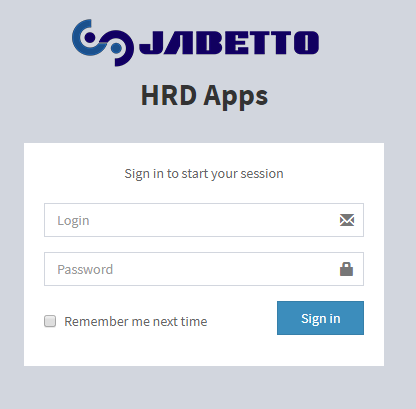 JABETTO
HRD Apps
Sign in to start your session
Login
Password
Remember me next time
Sign in